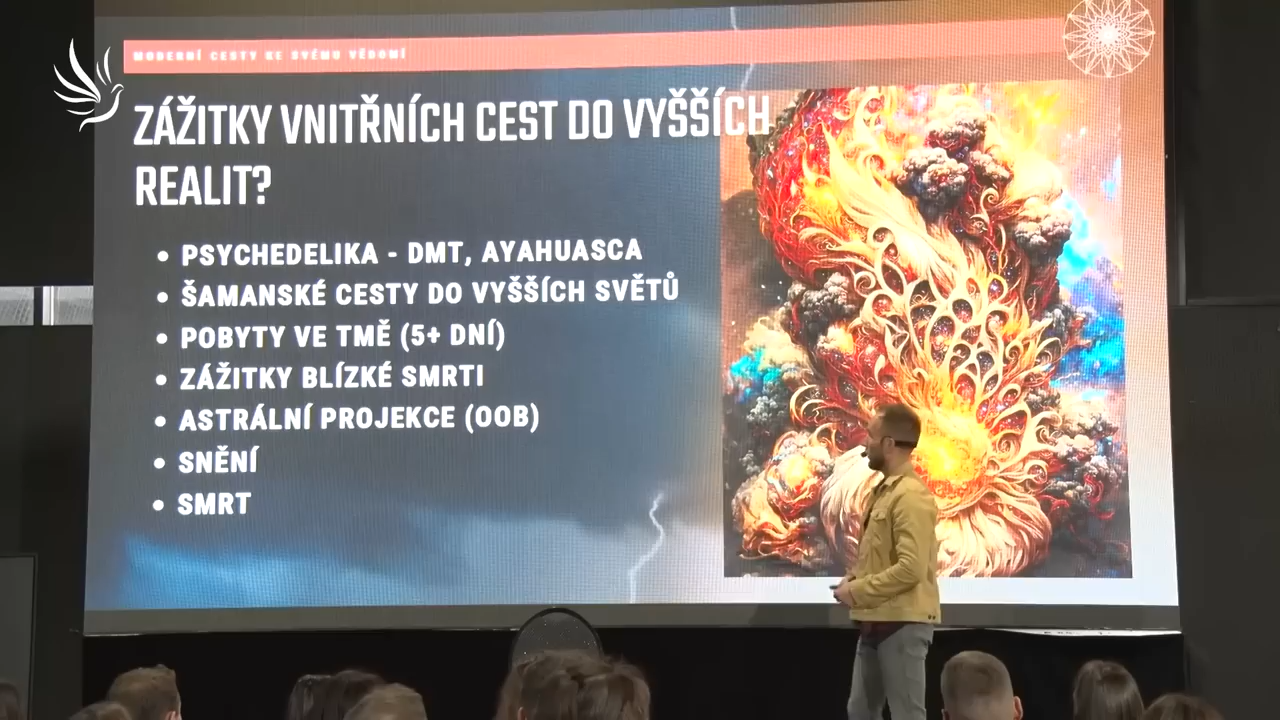 MODERNÍ CESTY KE SVÉMU VĚDOMÍ
ZÁŽITKY VNITŘNÍCH CEST DO VYŠŠÍCH
REALIT?
• PSYCHEDELIKA - DMT, AYAHUASCA
• ŠAMANSKÉ CESTY DO VYŠŠÍCH SVĚTŮ
• POBYTY VE TMĚ (5+ DNÍ)
• ZÁŽITKY BLÍZKÉ SMRTI
• ASTRÁLNÍ PROJEKCE (OOB)
• SNĚNÍ
• SMRT